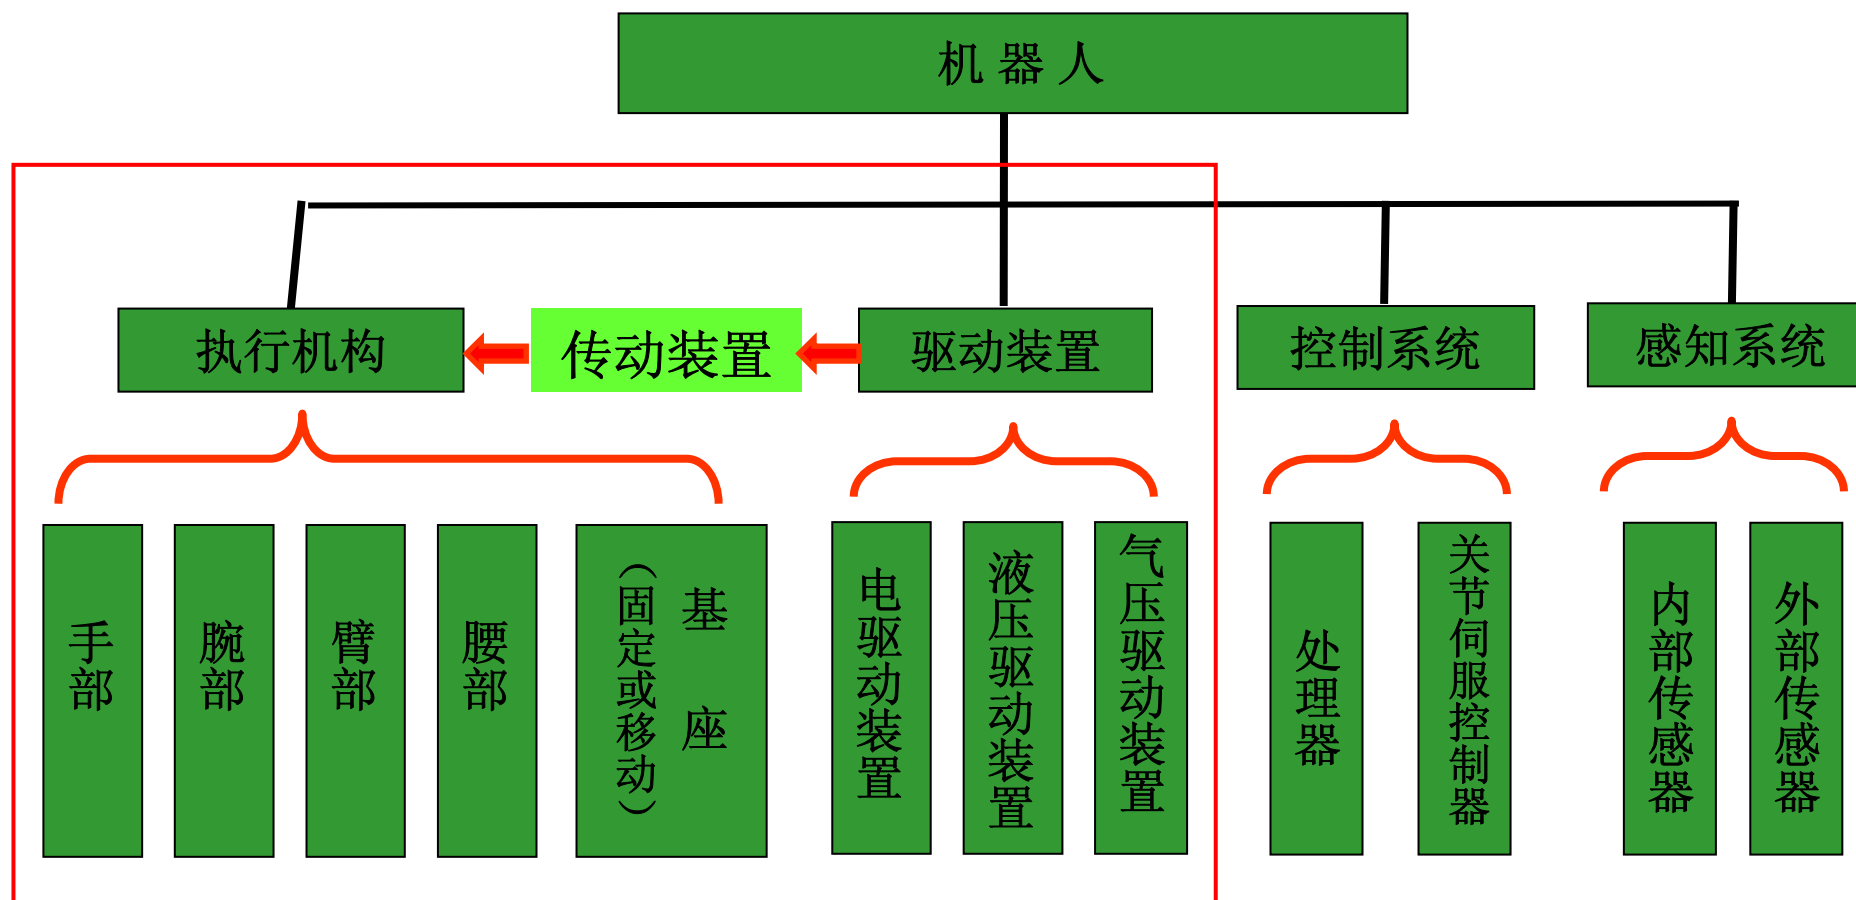 机器人
执行机构
传动装置
驱动装置
控制系统
感知系统
手部
腕部
臂部
腰部
基座
（固定或移动）
电驱动装置
液压驱动装置
气压驱动装置
处理器
关节伺服控制器
内部传感器
外部传感器